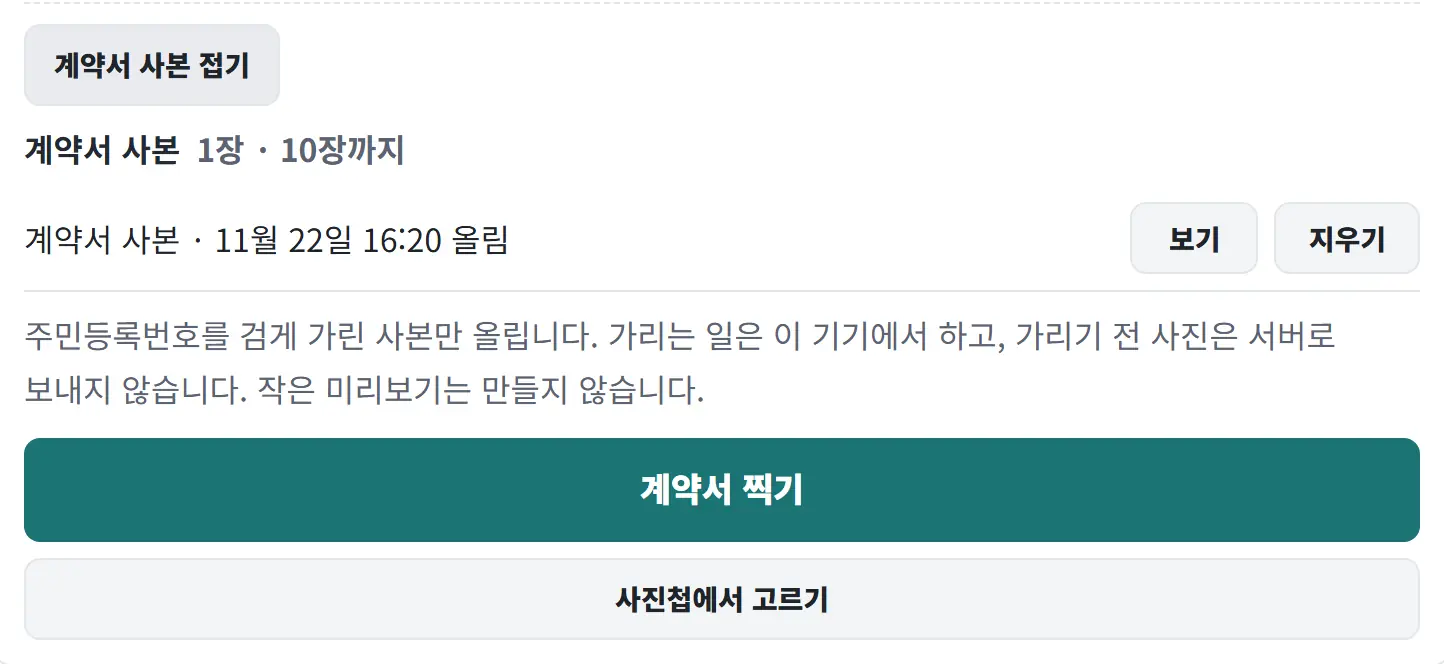 계약서 사본 접기
계약서 사본 1장 · 10장까지
계약서 사본 · 11월 22일 16:20 올림
보기
지우기
주민등록번호를 검게 가린 사본만 올립니다. 가리는 일은 이 기기에서 하고, 가리기 전 사진은 서버로
보내지 않습니다. 작은 미리보기는 만들지 않습니다.
계약서 찍기
사진첩에서 고르기